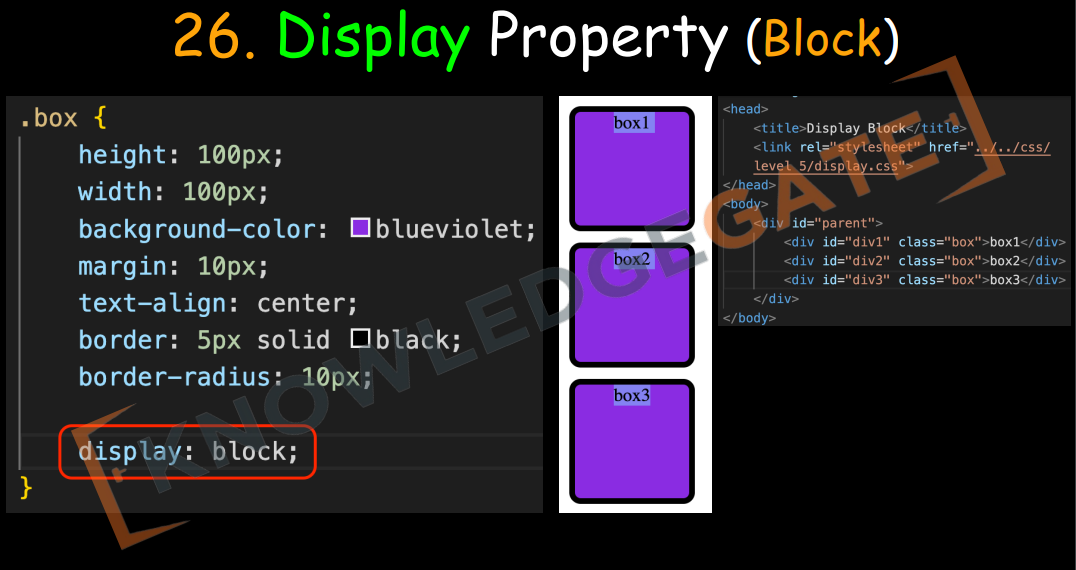 26. Display Property (Block)
.box {
height: 100px;
width: 100px;
background-color: blueviolet;
margin: 10px;
text-align: center;
border: 5px solid black;
border-radius: 10px;
display: block;
}
box1
box2
box3
<head>
<title>Display Block</title>
<link rel="stylesheet" href="../../css/
level 5/display.css">
</head>
<body>
<div id="parent">
<div id="div1" class="box">box1</div>
<div id="div2" class="box">box2</div>
<div id="div3" class="box">box3</div>
</div>
</body>
KNOWLEDGEGATE